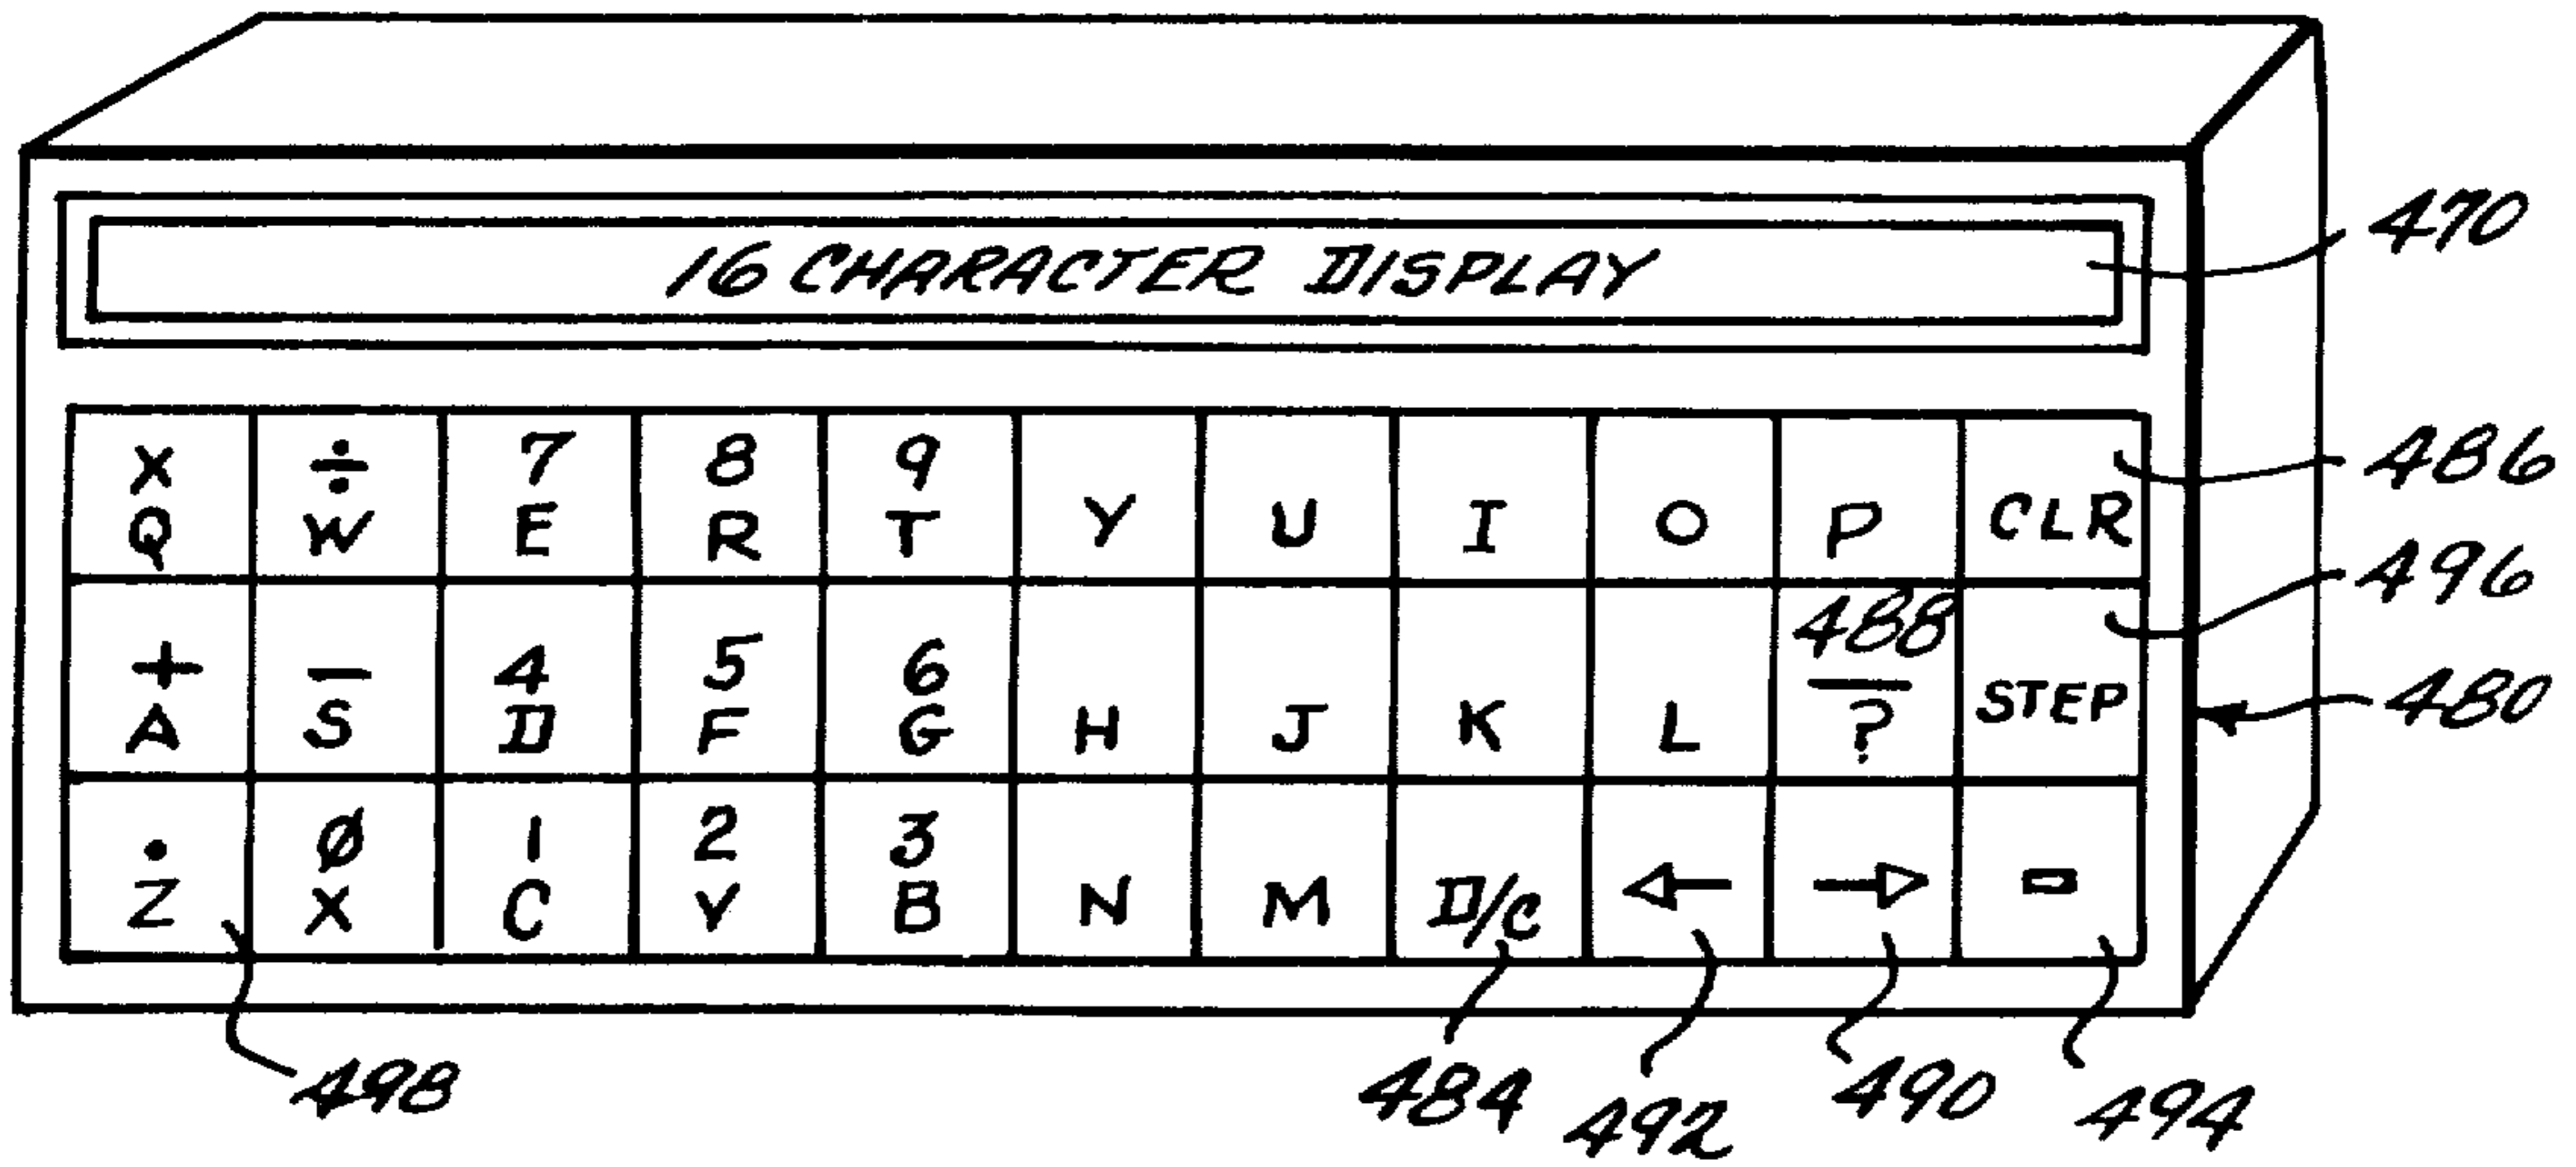 16 CHARACTER DISPLAY
470
X ÷ 7 8 9
Q W E R T Y U I O P CLR
486
496
488
+ − 4 5 6
A S D F G H J K L ? STEP
480
. Ø 1 2 3
Z X C V B N M D/C ← →
498
484
492
490
494